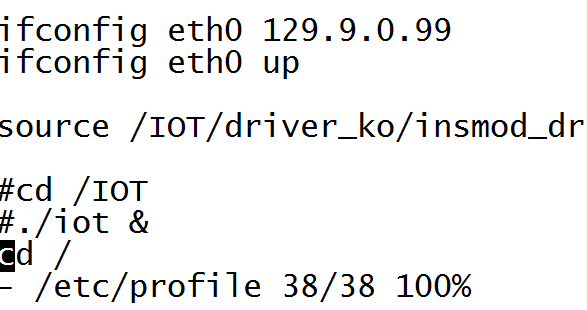 ifconfig eth0 129.9.0.99
ifconfig eth0 up
source /IOT/driver_ko/insmod_dr
#cd /IOT
#./iot &
cd /
- /etc/profile 38/38 100%